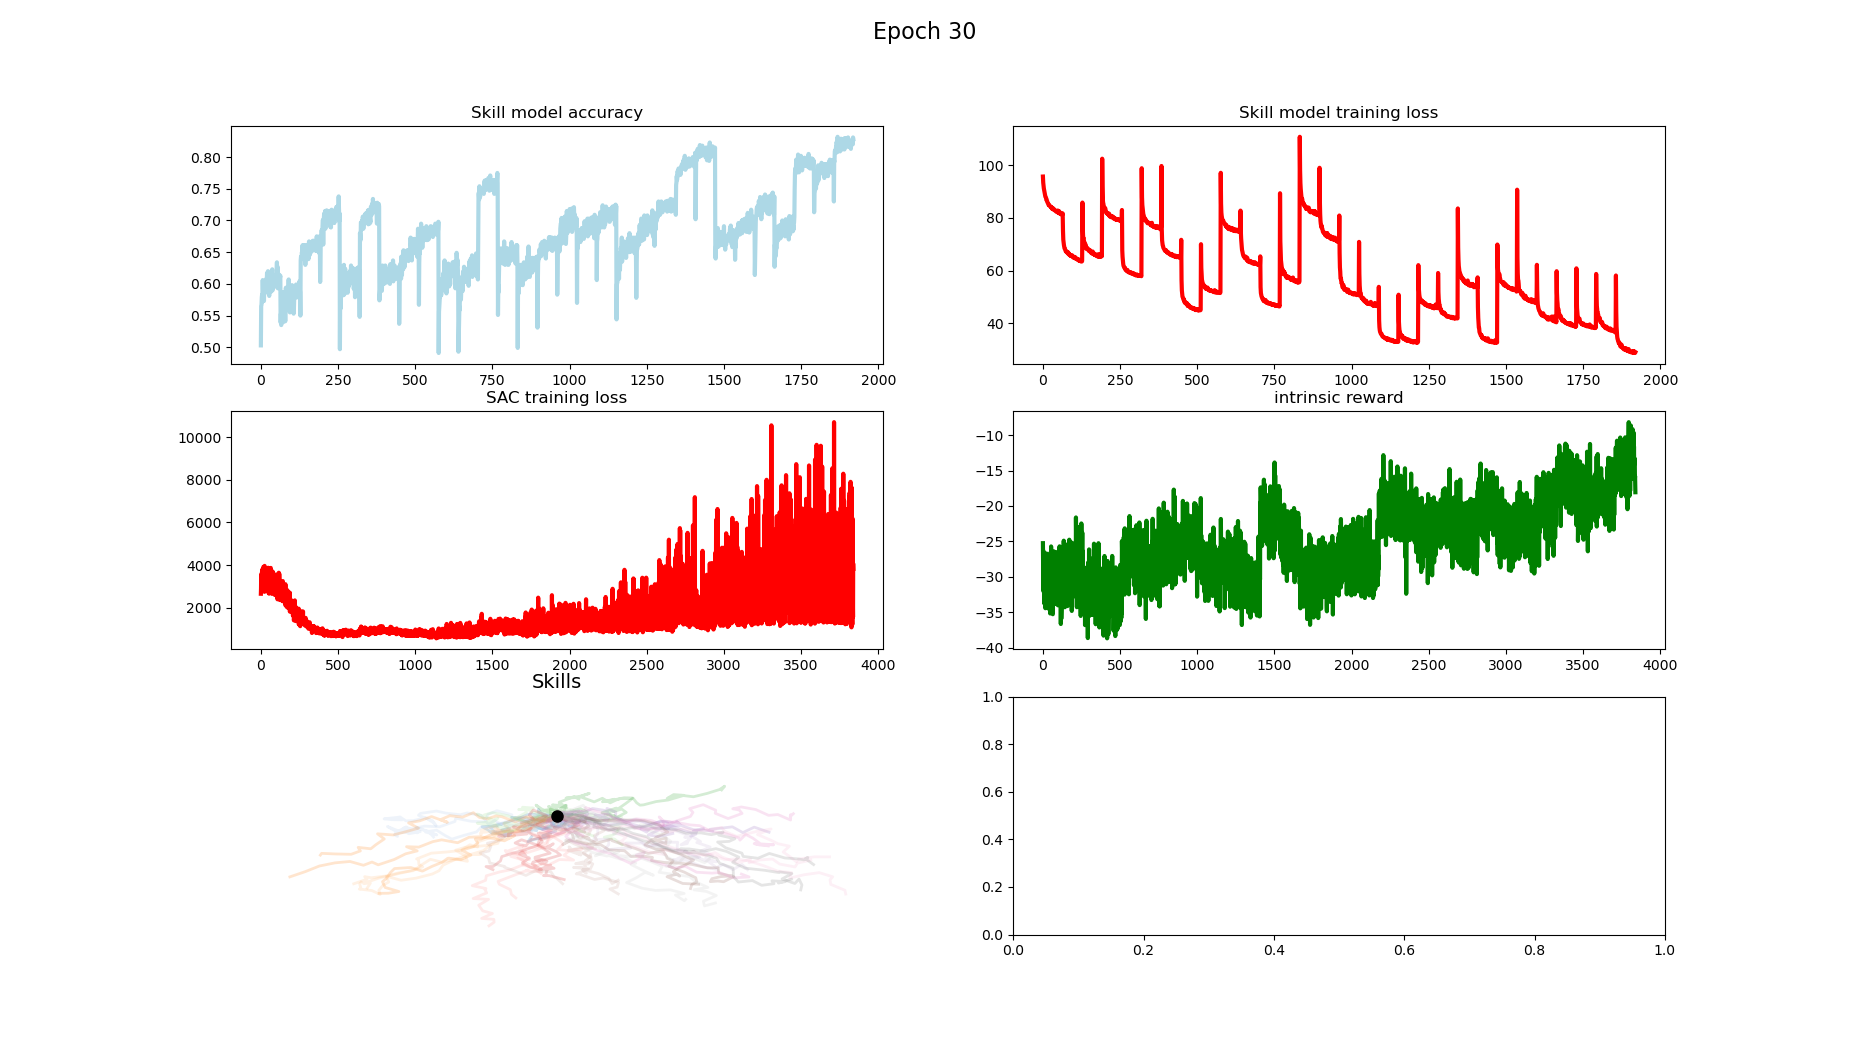 Epoch 30
Skill model accuracy
0.80
0.75
0.70
0.65
0.60
0.55
0.50
0 250 500 750 1000 1250 1500 1750 2000
Skill model training loss
100
80
60
40
0 250 500 750 1000 1250 1500 1750 2000
SAC training loss
10000
8000
6000
4000
2000
0 500 1000 1500 2000 2500 3000 3500 4000
intrinsic reward
−10
−15
−20
−25
−30
−35
−40
0 500 1000 1500 2000 2500 3000 3500 4000
Skills
1.0
0.8
0.6
0.4
0.2
0.0
0.0 0.2 0.4 0.6 0.8 1.0